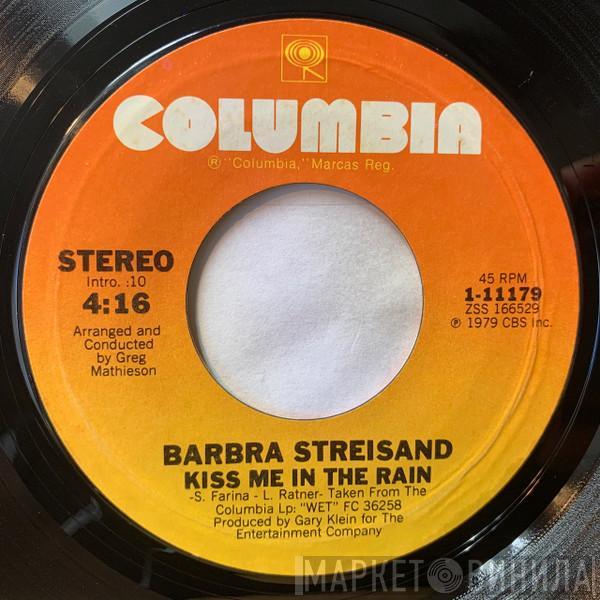 COLUMBIA
® "Columbia," Marcas Reg.
STEREO
Intro. :10
4:16
Arranged and
Conducted
by Greg
Mathieson
45 RPM
1-11179
ZSS 166529
℗ 1979 CBS Inc.
BARBRA STREISAND
KISS ME IN THE RAIN
-S. Farina - L. Ratner- Taken From The
Columbia Lp: "WET" FC 36258
Produced by Gary Klein for The
Entertainment Company
МАРКЕТ ВИНИЛА